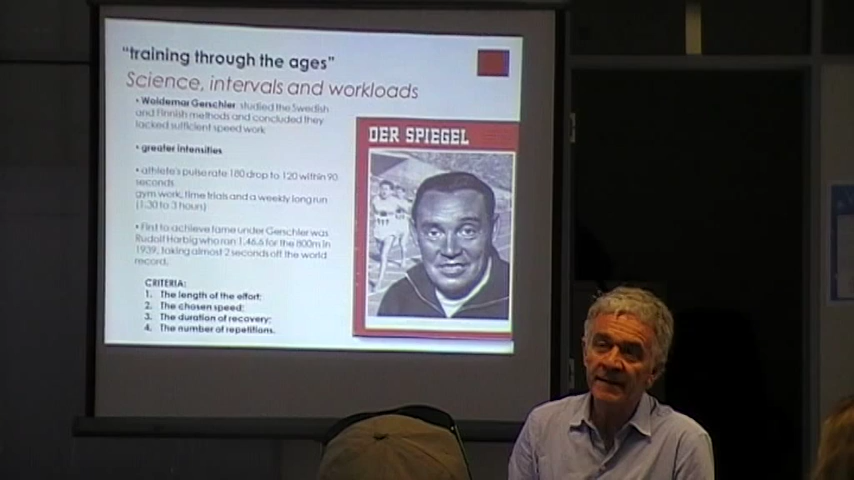 "training through the ages"
Science, intervals and workloads
• Woldemar Gerschler studied the Swedish
and Finnish methods and concluded they
lacked sufficient speed work
• greater intensities
• athlete's pulse rate 180 drop to 120 within 90
seconds
gym work, time trials and a weekly long run
(1.30 to 3 hours)
• First to achieve fame under Gerschler was
Rudolf Harbig who ran 1,46.6 for the 800m in
1939, taking almost 2 seconds off the world
record.
CRITERIA:
1. The length of the effort;
2. The chosen speed;
3. The duration of recovery;
4. The number of repetitions.
DER SPIEGEL